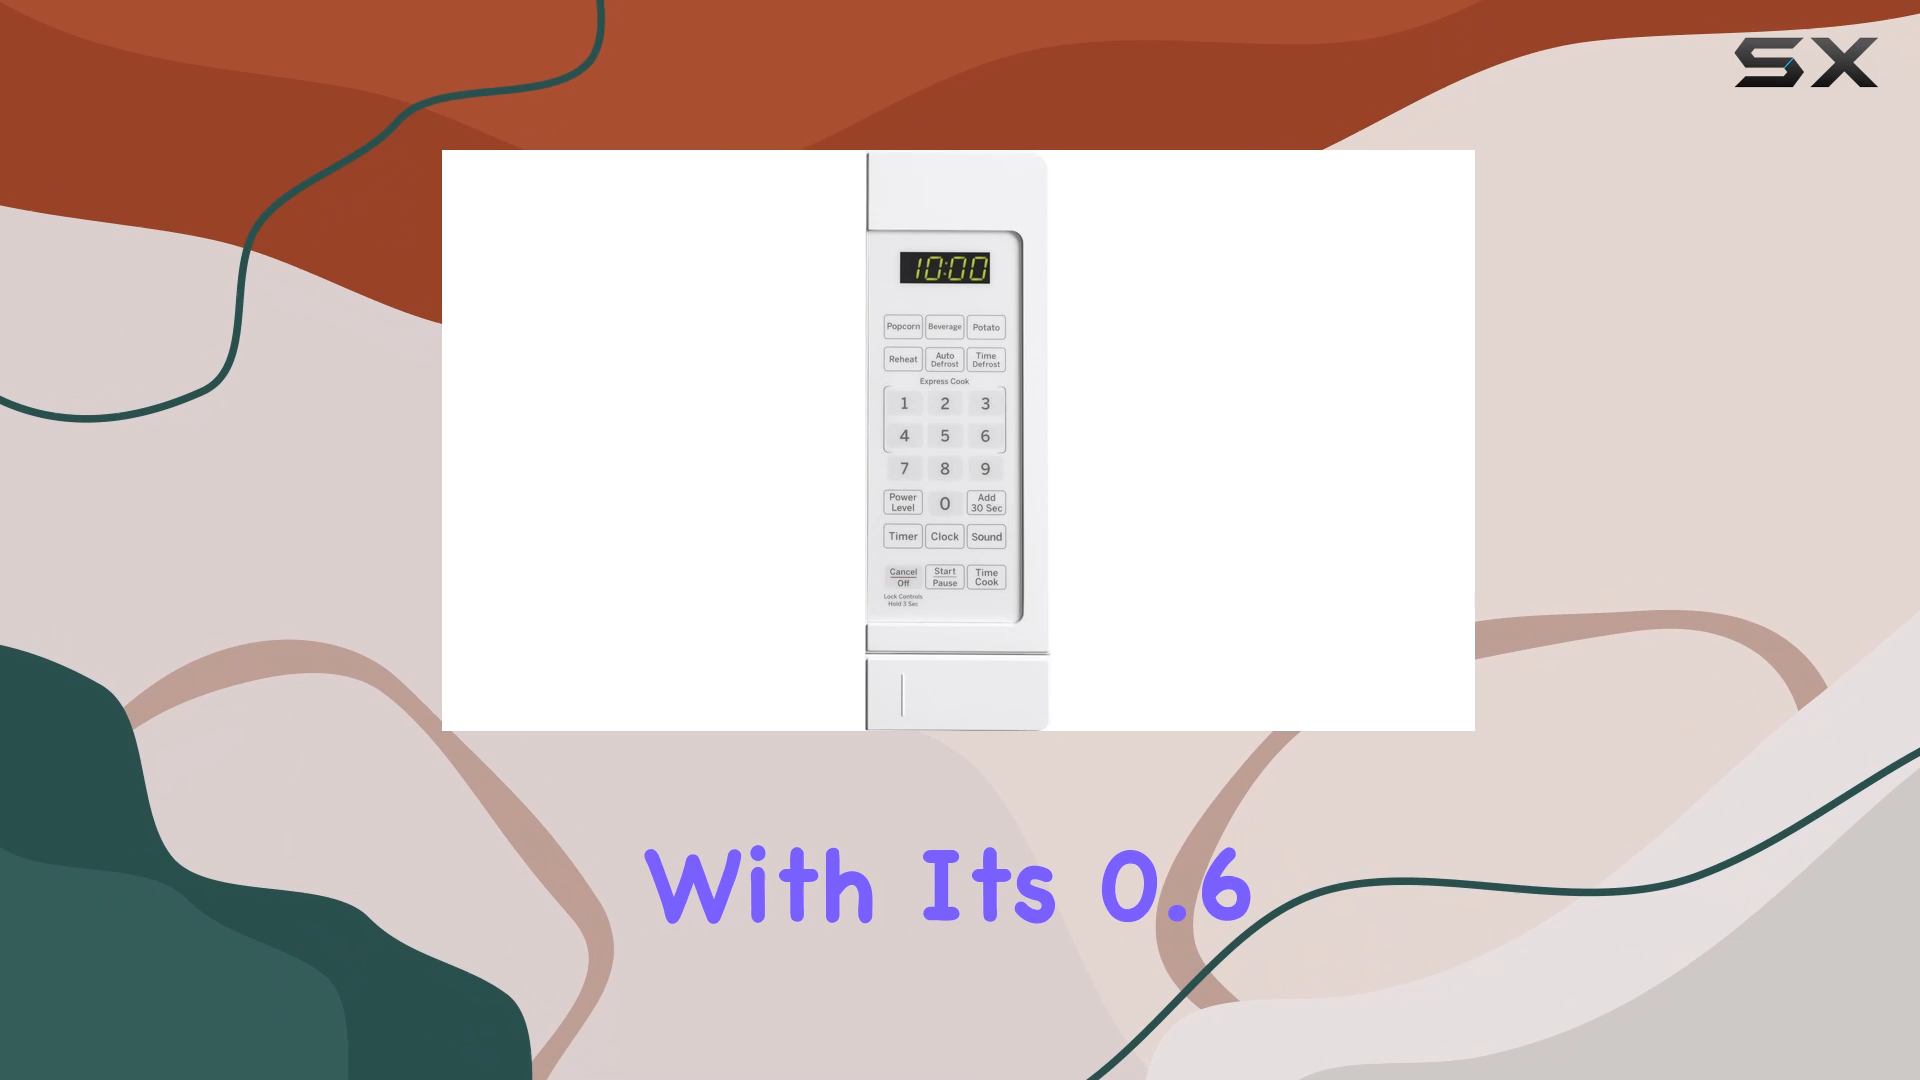 SX
10:00
Popcorn Beverage Potato
Reheat Auto Defrost Time Defrost
Express Cook
1 2 3
4 5 6
7 8 9
Power Level 0 Add 30 Sec
Timer Clock Sound
Cancel Off Start Pause Time Cook
Lock Controls
Hold 3 Sec
With Its 0.6